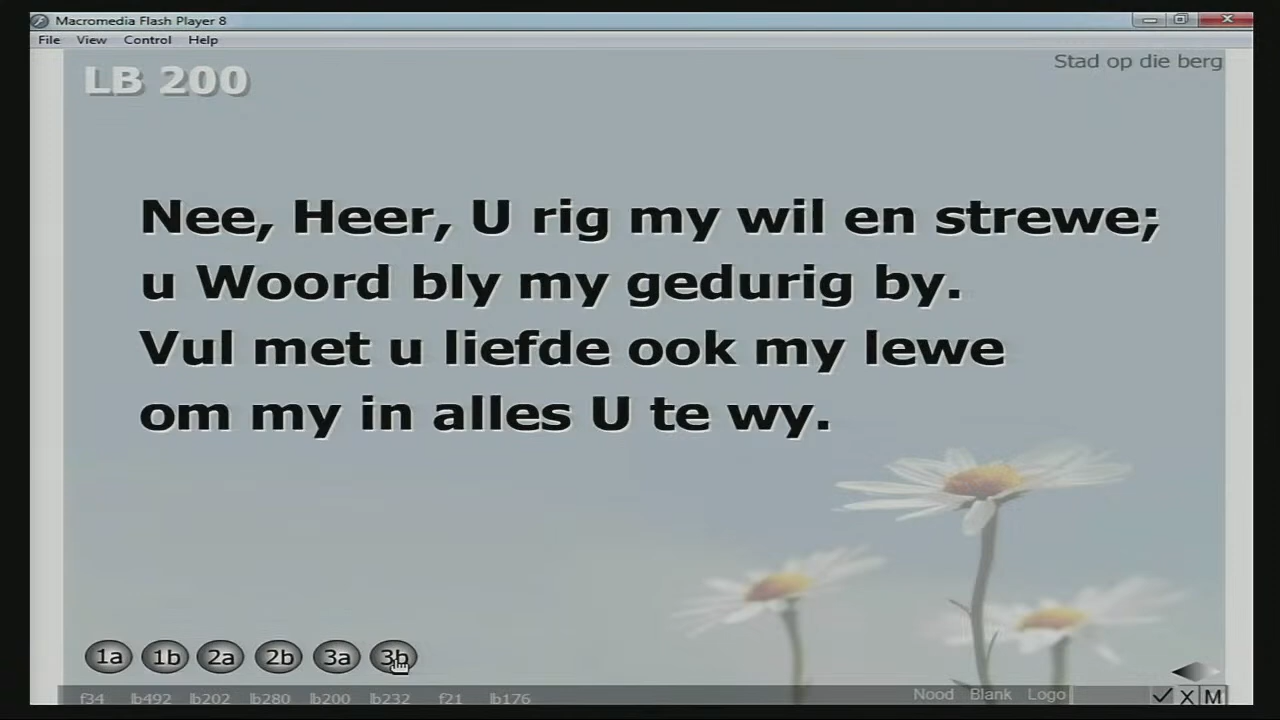 Macromedia Flash Player 8
File View Control Help
LB 200
Stad op die berg
Nee, Heer, U rig my wil en strewe;
u Woord bly my gedurig by.
Vul met u liefde ook my lewe
om my in alles U te wy.
1a 1b 2a 2b 3a 3b
f34 lb492 lb202 lb280 lb200 lb232 f21 lb176
Nood Blank Logo
X M